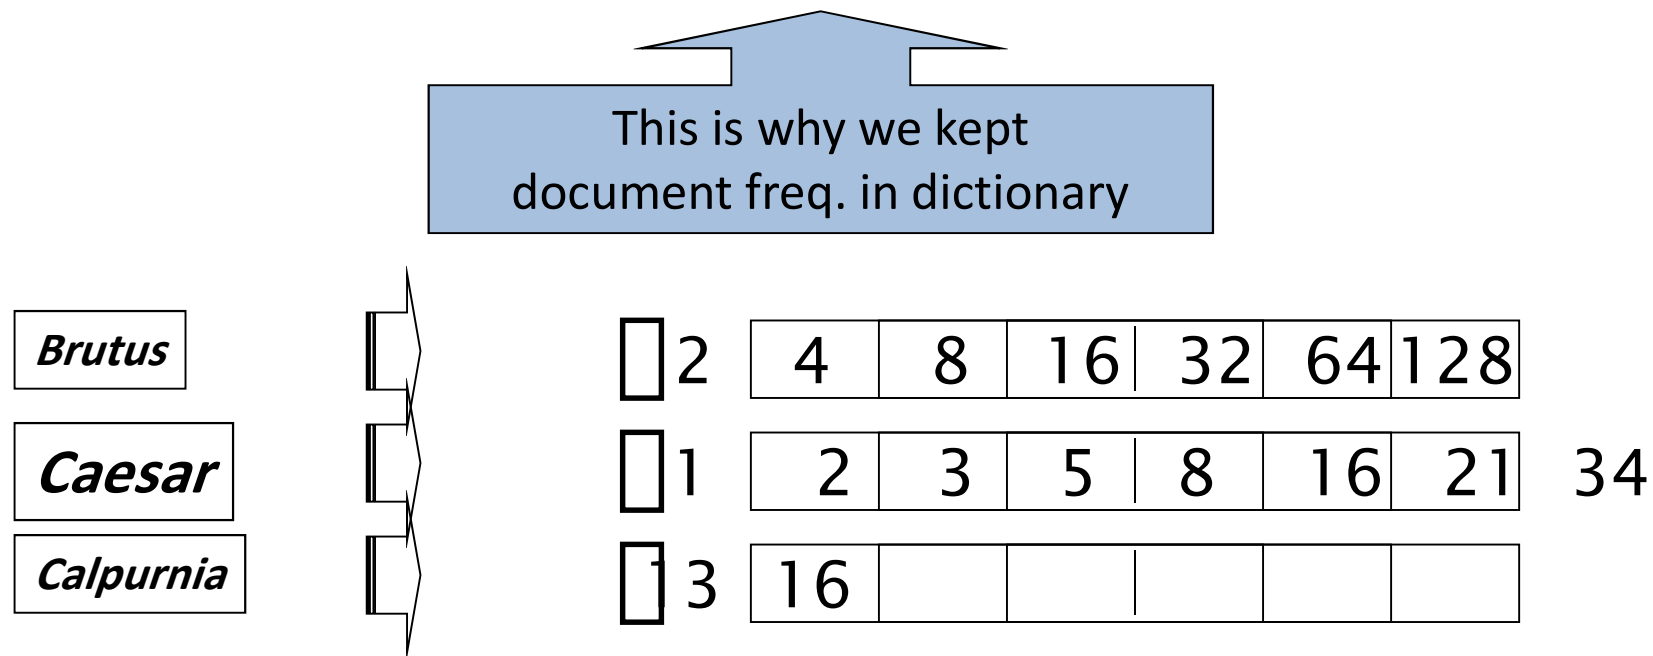 This is why we kept
document freq. in dictionary
Brutus 2 4 8 16 32 64 128
Caesar 1 2 3 5 8 16 21 34
Calpurnia 13 16